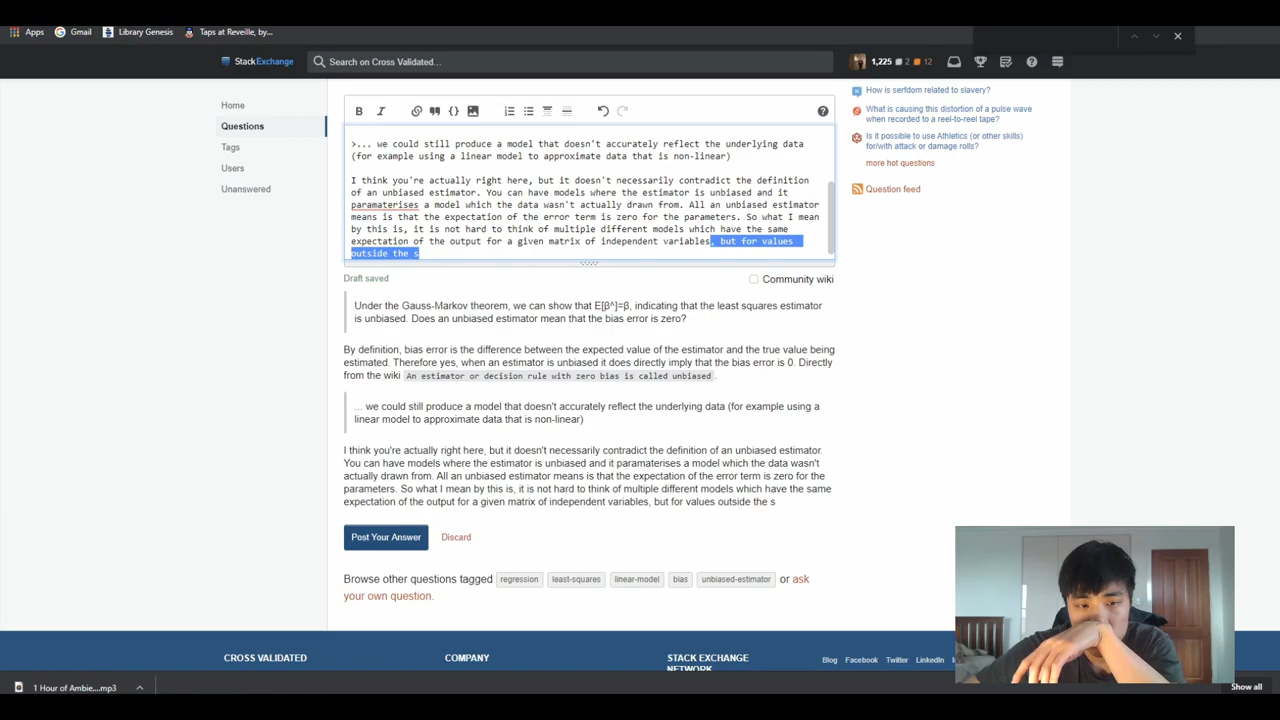 Apps Gmail Library Genesis Taps at Reveille, by...
StackExchange Search on Cross Validated... 1,225 2 12
Home
Questions
Tags
Users
Unanswered
B I
>... we could still produce a model that doesn't accurately reflect the underlying data
(for example using a linear model to approximate data that is non-linear)
I think you're actually right here, but it doesn't necessarily contradict the definition
of an unbiased estimator. You can have models where the estimator is unbiased and it
paramaterises a model which the data wasn't actually drawn from. All an unbiased estimator
means is that the expectation of the error term is zero for the parameters. So what I mean
by this is, it is not hard to think of multiple different models which have the same
expectation of the output for a given matrix of independent variables, but for values
outside the s
Draft saved
Community wiki
Under the Gauss-Markov theorem, we can show that E[β^]=β, indicating that the least squares estimator
is unbiased. Does an unbiased estimator mean that the bias error is zero?
By definition, bias error is the difference between the expected value of the estimator and the true value being
estimated. Therefore yes, when an estimator is unbiased it does directly imply that the bias error is 0. Directly
from the wiki An estimator or decision rule with zero bias is called unbiased.
... we could still produce a model that doesn't accurately reflect the underlying data (for example using a
linear model to approximate data that is non-linear)
I think you're actually right here, but it doesn't necessarily contradict the definition of an unbiased estimator.
You can have models where the estimator is unbiased and it paramaterises a model which the data wasn't
actually drawn from. All an unbiased estimator means is that the expectation of the error term is zero for the
parameters. So what I mean by this is, it is not hard to think of multiple different models which have the same
expectation of the output for a given matrix of independent variables, but for values outside the s
Post Your Answer Discard
Browse other questions tagged regression least-squares linear-model bias unbiased-estimator or ask
your own question.
How is serfdom related to slavery?
What is causing this distortion of a pulse wave
when recorded to a reel-to-reel tape?
Is it possible to use Athletics (or other skills)
for/with attack or damage rolls?
more hot questions
Question feed
CROSS VALIDATED
COMPANY
STACK EXCHANGE
NETWORK
Blog Facebook Twitter LinkedIn
1 Hour of Ambie....mp3
Show all